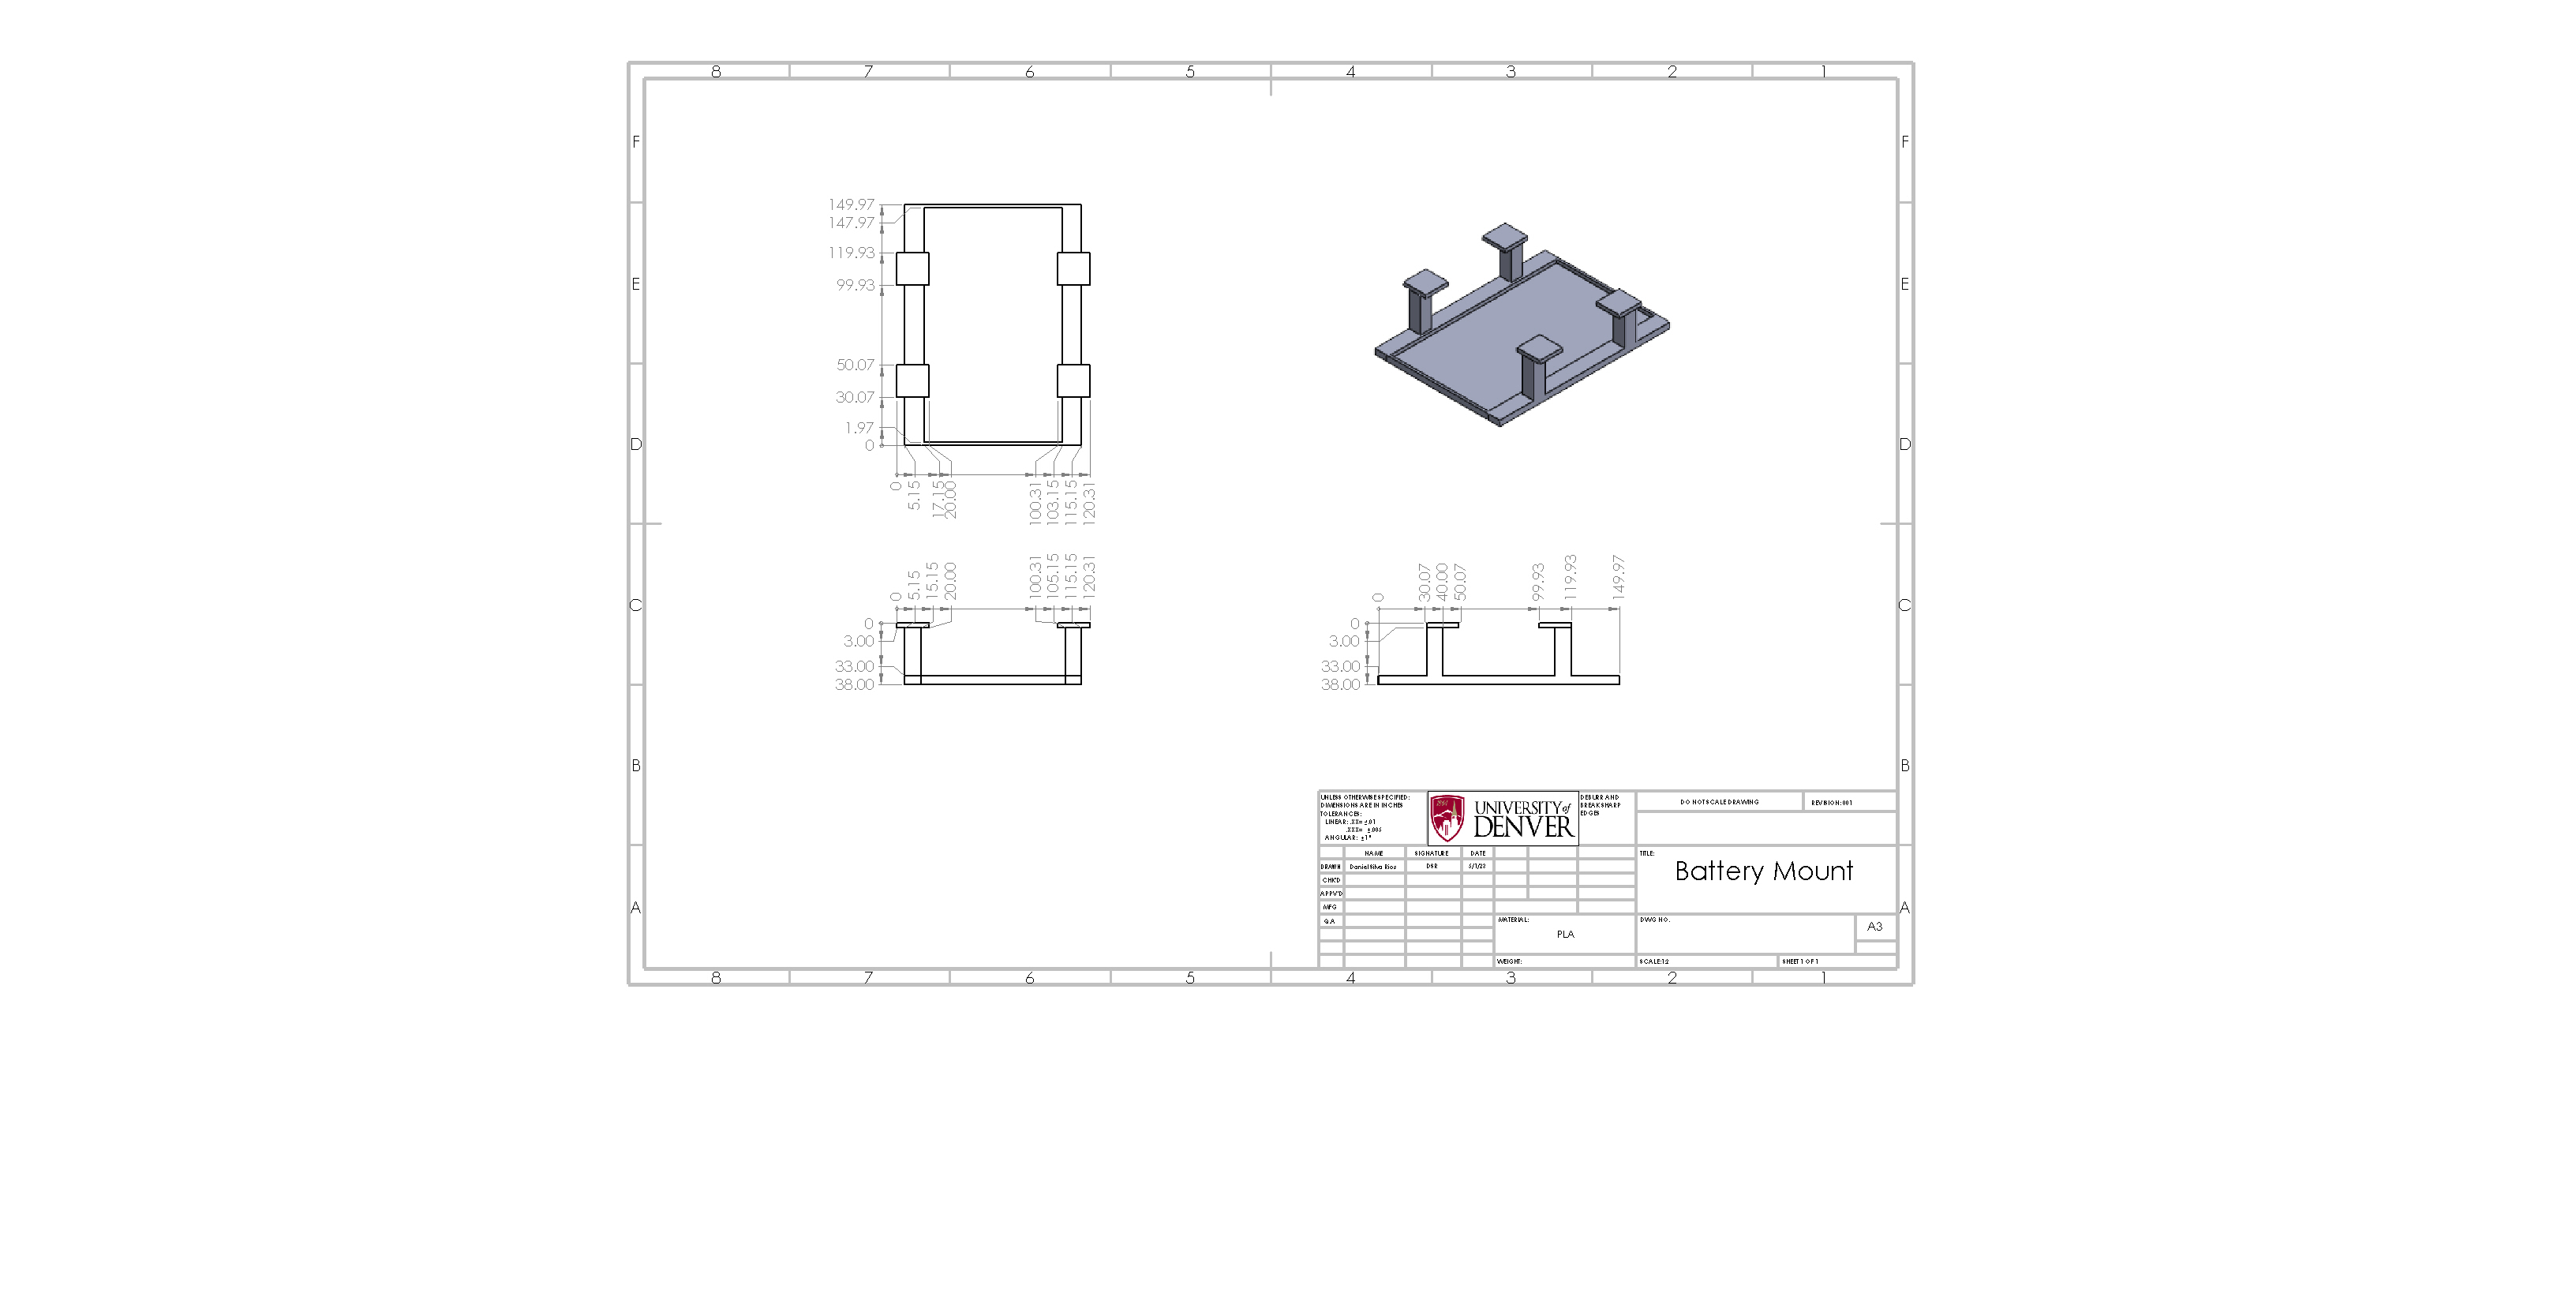 8 7 6 5 4 3 2 1
F F
E E
D D
C C
B B
A A
149.97
147.97
119.93
99.93
50.07
30.07
1.97
0
0 5.15 17.15 20.00 100.31 103.15 115.15 120.31
0 5.15 15.15 20.00 100.31 105.15 115.15 120.31
0
3.00
33.00
38.00
0 30.07 40.00 50.07 99.93 119.93 149.97
0
3.00
33.00
38.00
UNLESS OTHERWISE SPECIFIED:
DIMENSIONS ARE IN INCHES
TOLERANCES:
LINEAR: .XX= ±.01
.XXX= ±.005
ANGULAR: ±1°
UNIVERSITY of
DENVER
DEBURR AND
BREAK SHARP
EDGES
DO NOT SCALE DRAWING
REVISION: 001
NAME SIGNATURE DATE
DRAWN Daniel Silva Rios DSR
CHK'D
APPV'D
MFG
Q.A
TITLE:
Battery Mount
MATERIAL:
PLA
DWG NO.
A3
WEIGHT:
SCALE:1:2
SHEET 1 OF 1
8 7 6 5 4 3 2 1